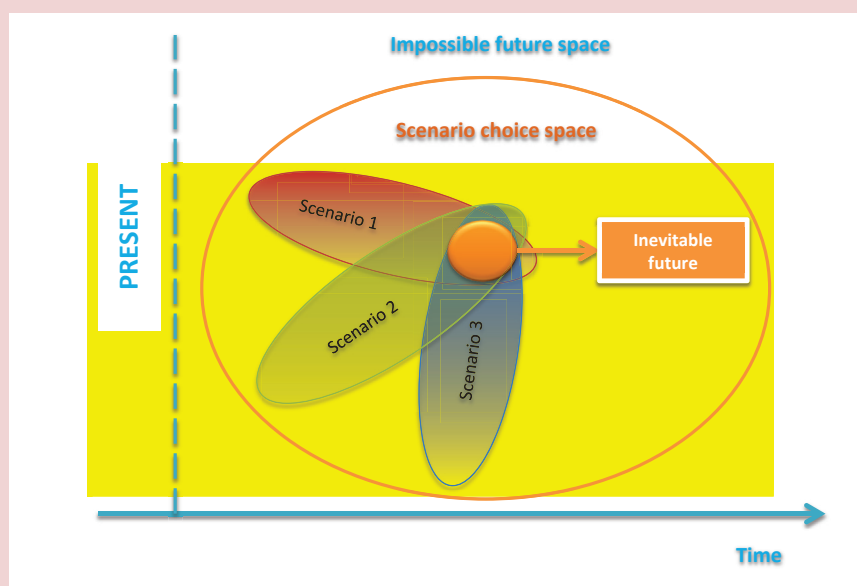 Impossible future space
Scenario choice space
PRESENT
Scenario 1
Inevitable
future
Scenario 2
Scenario 3
Time